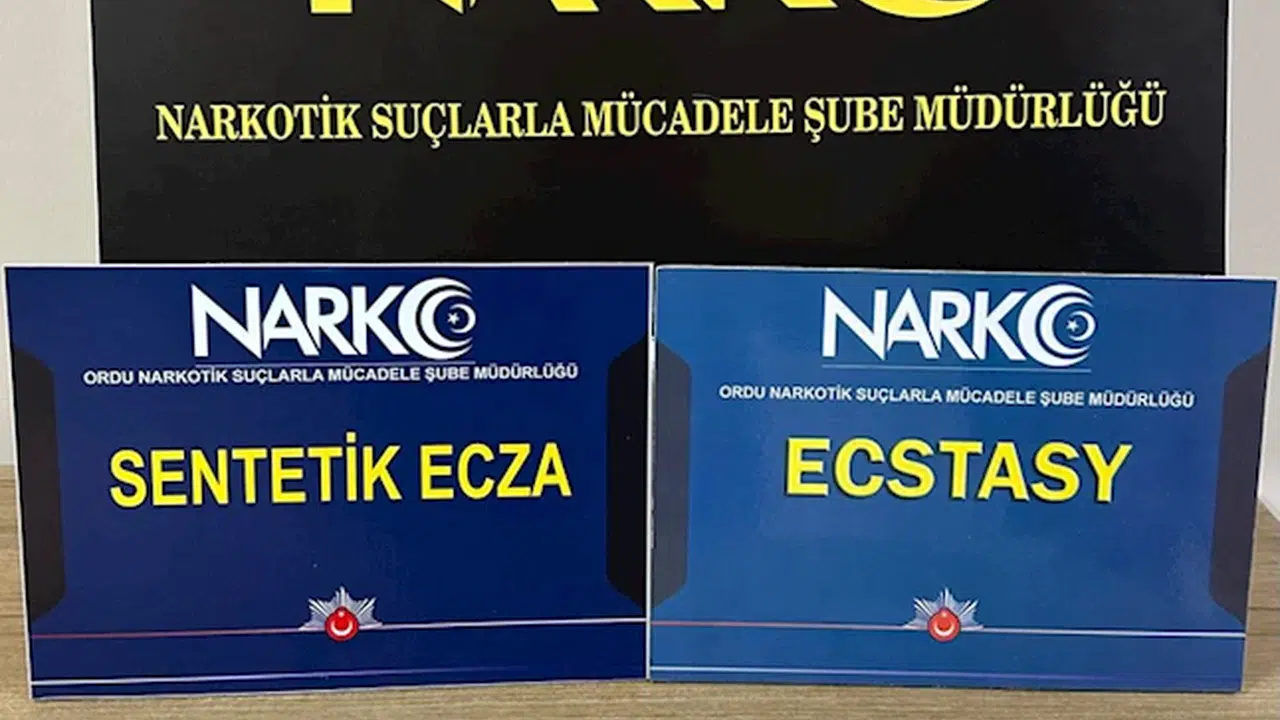 NARKO
NARKOTİK SUÇLARLA MÜCADELE ŞUBE MÜDÜRLÜĞÜ
NARKO
ORDU NARKOTİK SUÇLARLA MÜCADELE ŞUBE MÜDÜRLÜĞÜ
SENTETİK ECZA
NARKO
ORDU NARKOTİK SUÇLARLA MÜCADELE ŞUBE MÜDÜRLÜĞÜ
ECSTASY